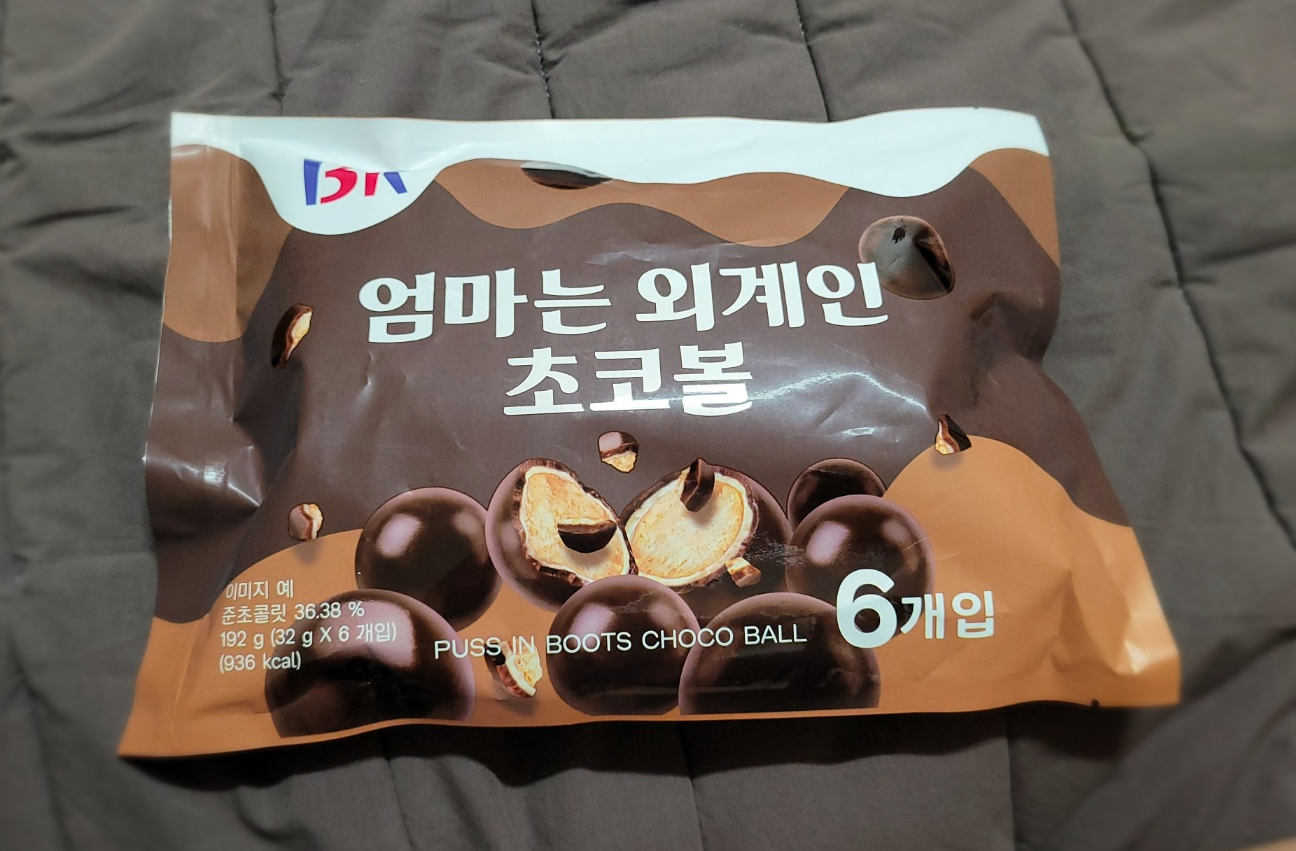 BR
엄마는 외계인
초코볼
이미지 예
준초콜릿 36.38 %
192 g (32 g X 6 개입)
(936 kcal)
PUSS IN BOOTS CHOCO BALL
6개입